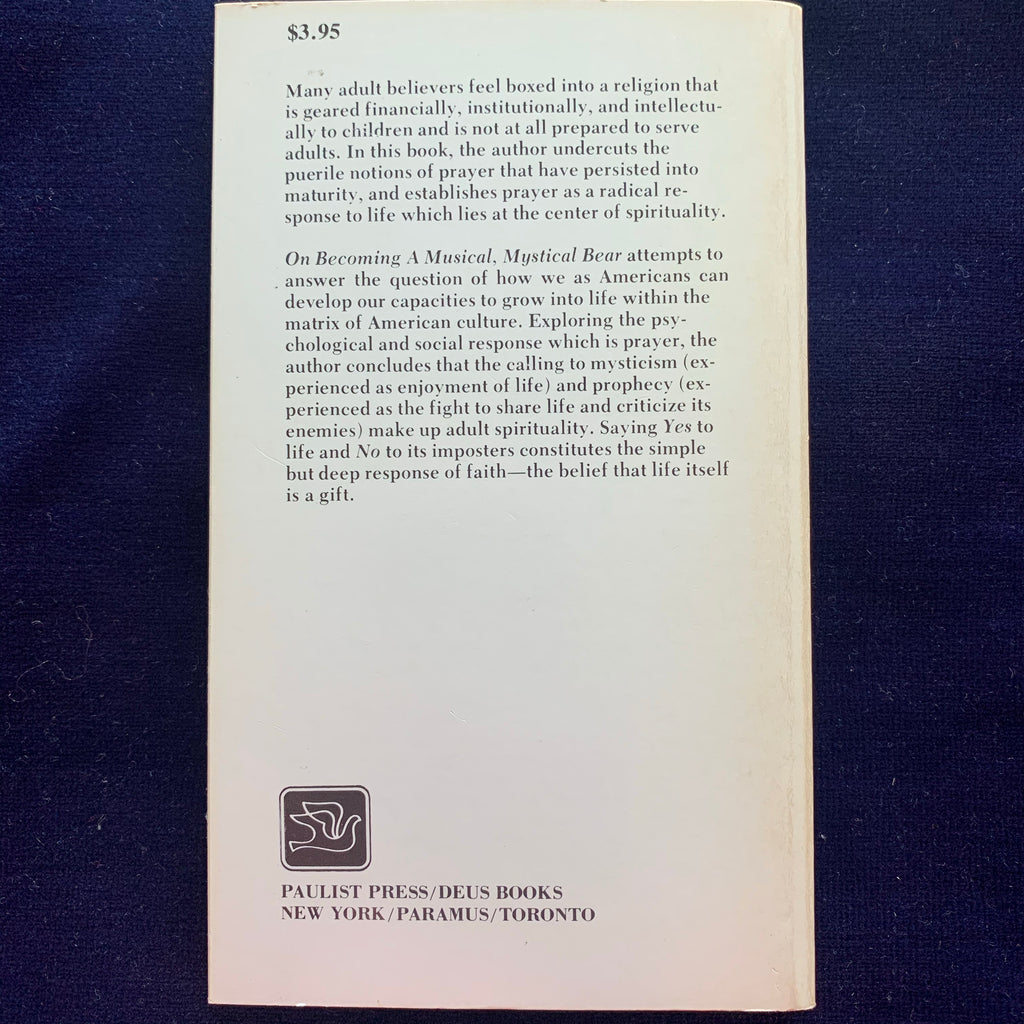 $3.95
Many adult believers feel boxed into a religion that
is geared financially, institutionally, and intellectu-
ally to children and is not at all prepared to serve
adults. In this book, the author undercuts the
puerile notions of prayer that have persisted into
maturity, and establishes prayer as a radical re-
sponse to life which lies at the center of spirituality.
On Becoming A Musical, Mystical Bear attempts to
answer the question of how we as Americans can
develop our capacities to grow into life within the
matrix of American culture. Exploring the psy-
chological and social response which is prayer, the
author concludes that the calling to mysticism (ex-
perienced as enjoyment of life) and prophecy (ex-
perienced as the fight to share life and criticize its
enemies) make up adult spirituality. Saying Yes to
life and No to its imposters constitutes the simple
but deep response of faith—the belief that life itself
is a gift.
PAULIST PRESS/DEUS BOOKS
NEW YORK/PARAMUS/TORONTO